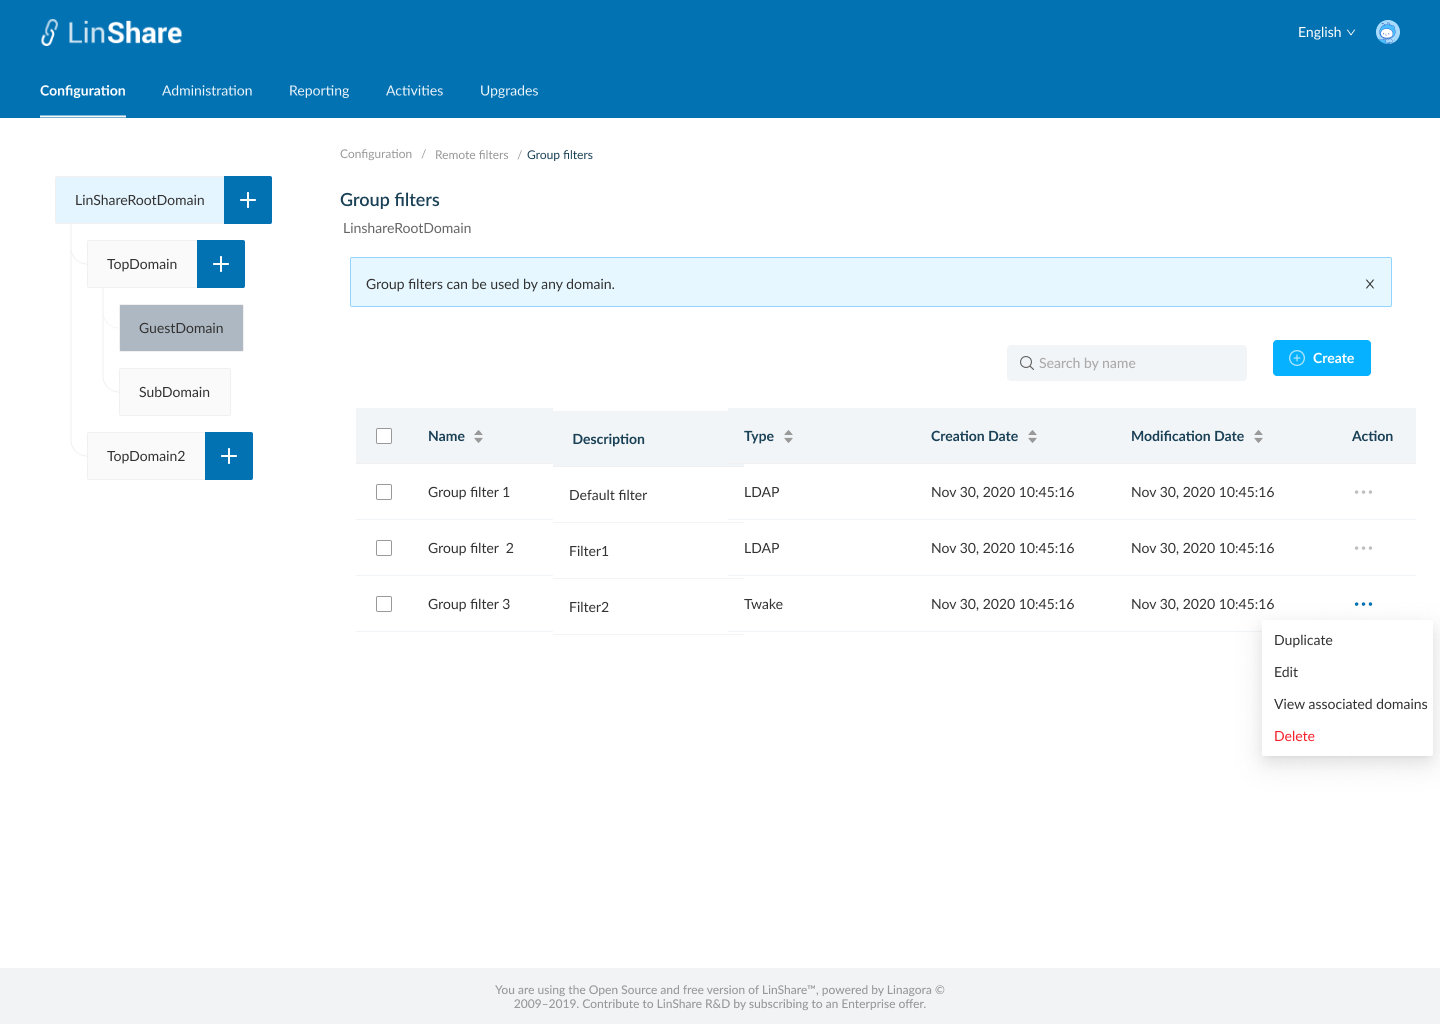 LinShare
English
Configuration Administration Reporting Activities Upgrades
Configuration / Remote filters / Group filters
LinShareRootDomain
TopDomain
GuestDomain
SubDomain
TopDomain2
Group filters
LinshareRootDomain
Group filters can be used by any domain.
Search by name
Create
Name Description Type Creation Date Modification Date Action
Group filter 1 Default filter LDAP Nov 30, 2020 10:45:16 Nov 30, 2020 10:45:16
Group filter  2 Filter1 LDAP Nov 30, 2020 10:45:16 Nov 30, 2020 10:45:16
Group filter 3 Filter2 Twake Nov 30, 2020 10:45:16 Nov 30, 2020 10:45:16
Duplicate
Edit
View associated domains
Delete
You are using the Open Source and free version of LinShare™, powered by Linagora ©
2009–2019. Contribute to LinShare R&D by subscribing to an Enterprise offer.